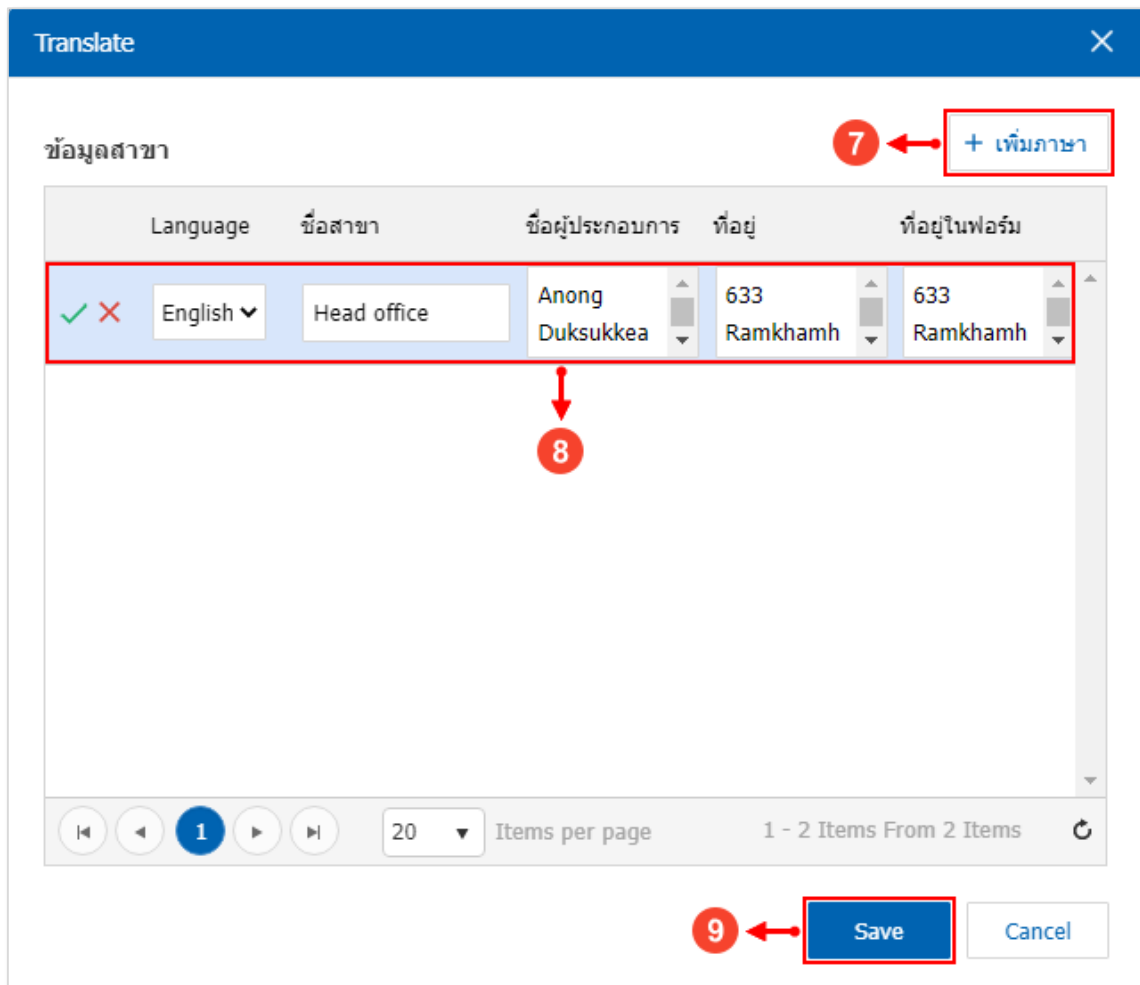 Translate
ข้อมูลสาขา
7
+ เพิ่มภาษา
Language ชื่อสาขา ชื่อผู้ประกอบการ ที่อยู่ ที่อยู่ในฟอร์ม
English Head office Anong 633 633
Duksukkea Ramkhamh Ramkhamh
8
1 20 Items per page 1 - 2 Items From 2 Items
9 Save Cancel